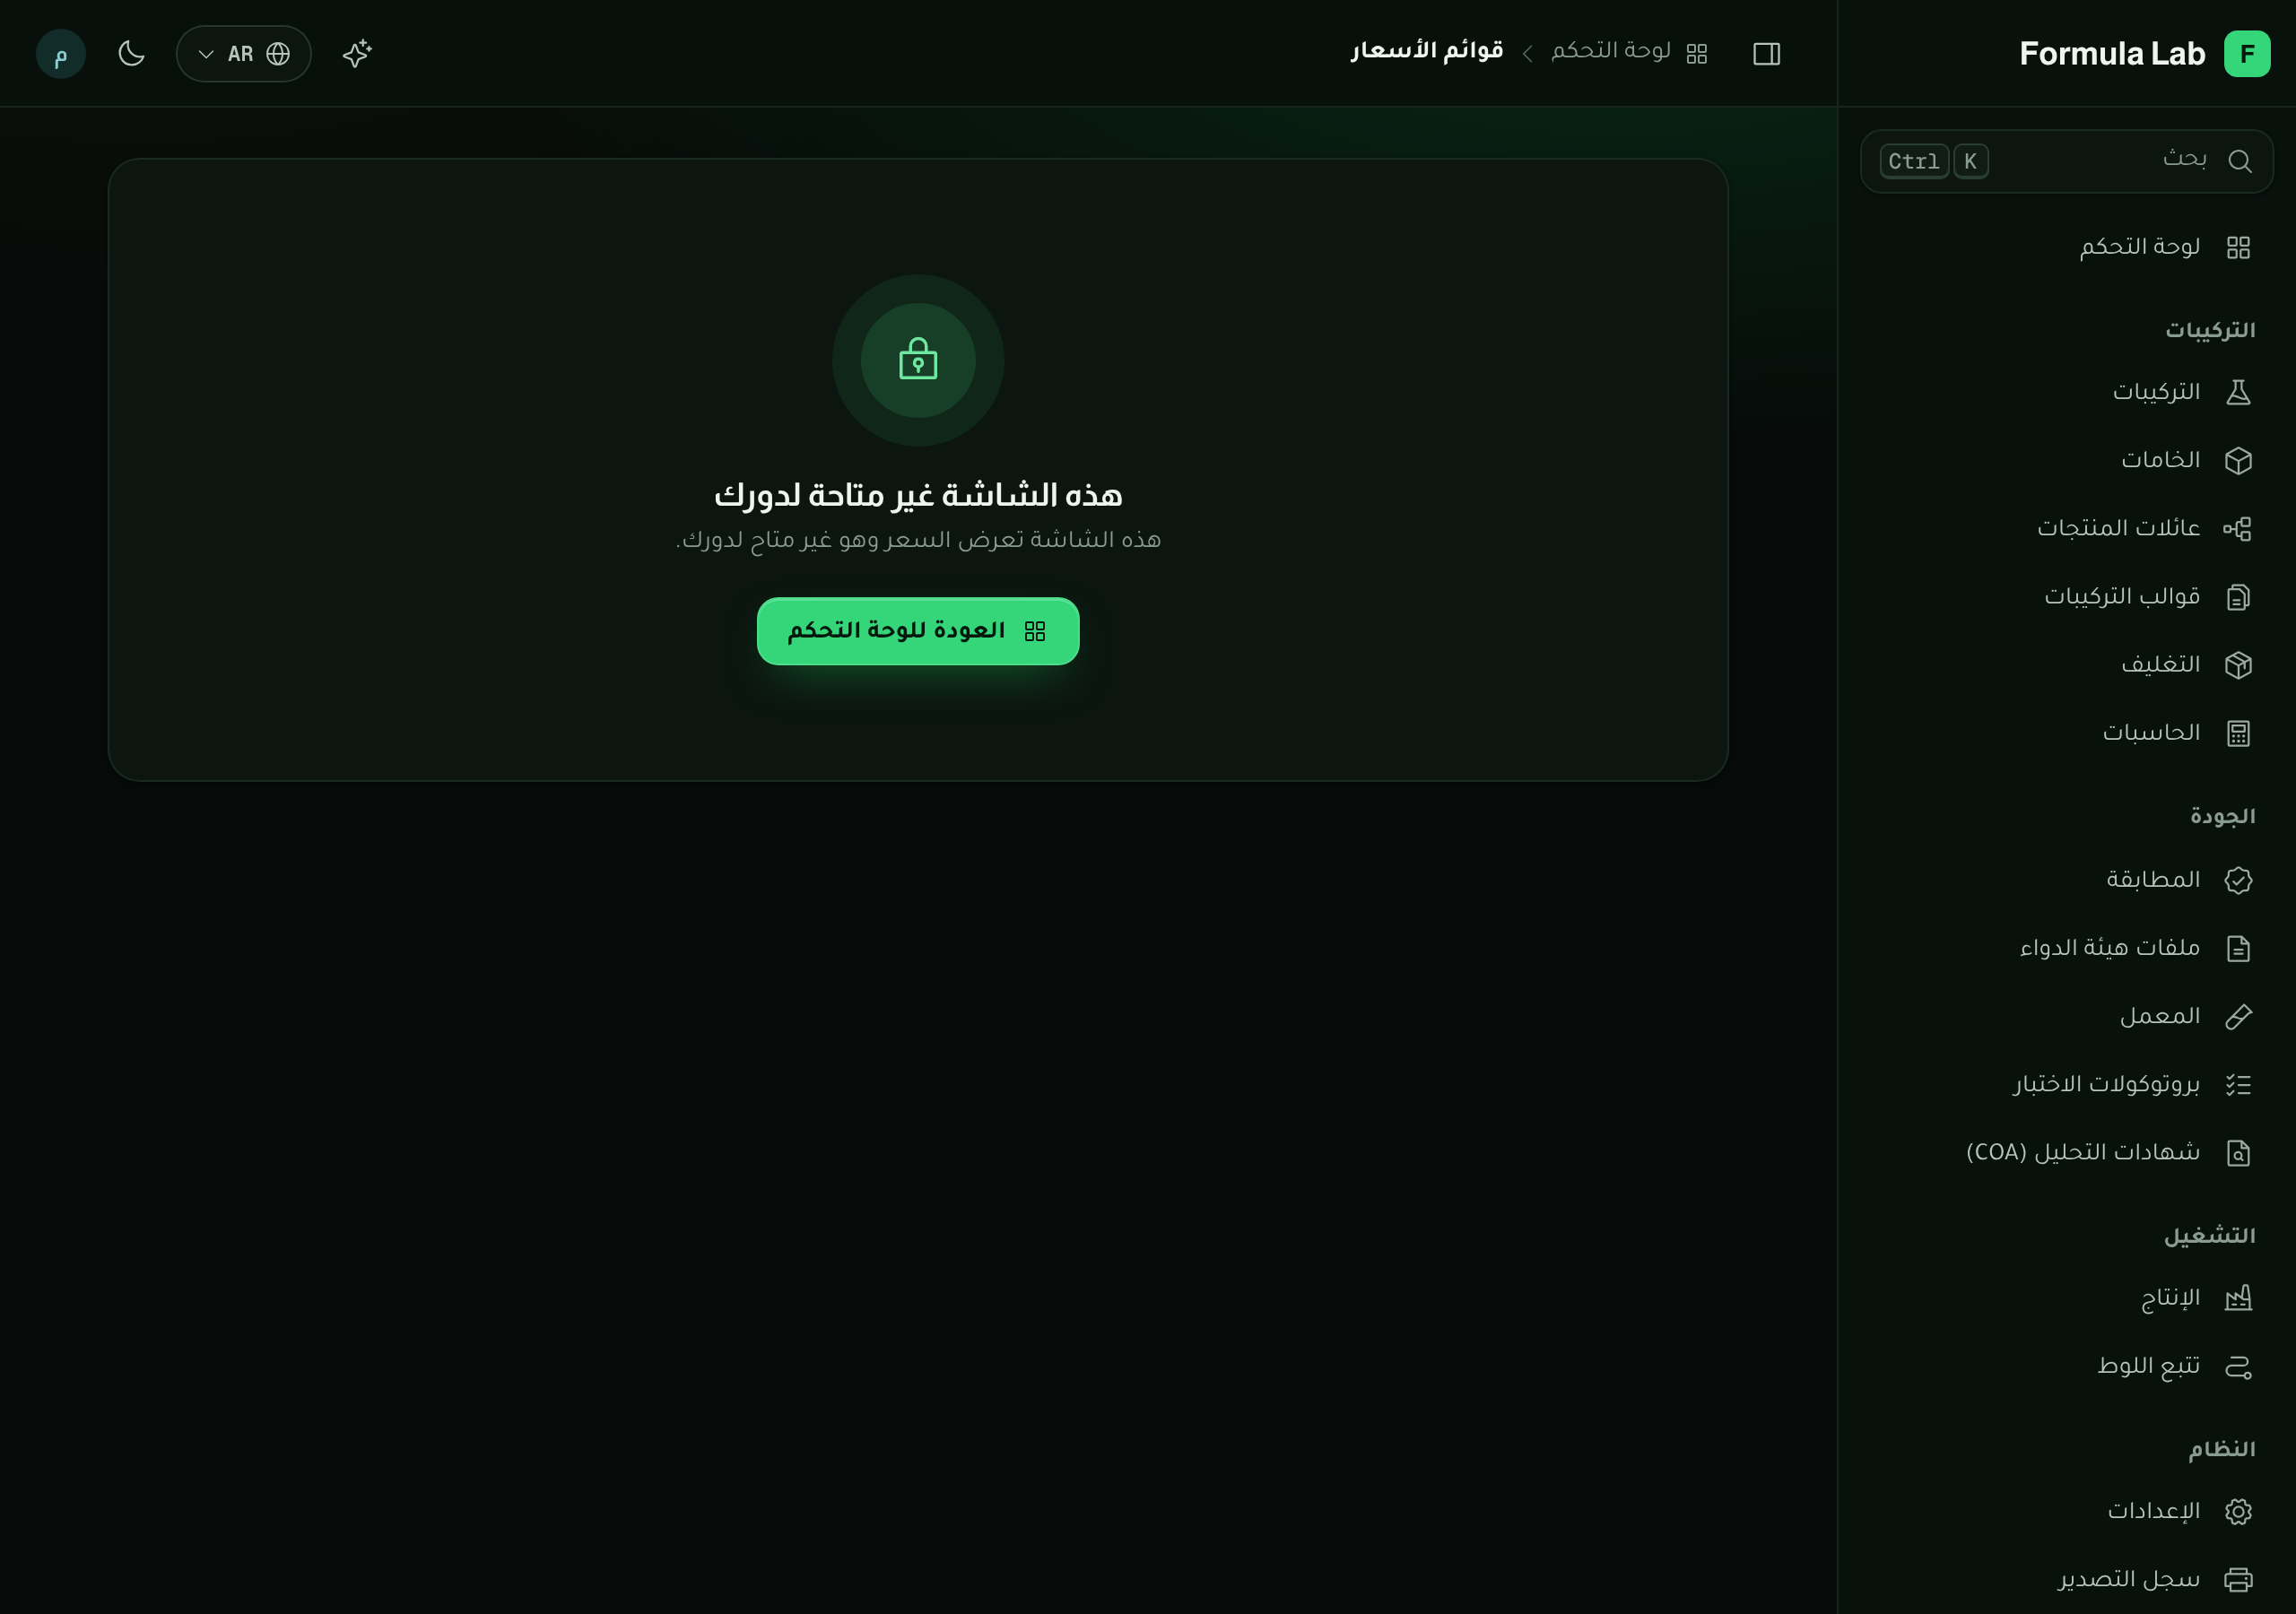 F Formula Lab
لوحة التحكم
قوائم الأسعار
AR
م
بحث
Ctrl K
لوحة التحكم
التركيبات
التركيبات
الخامات
عائلات المنتجات
قوالب التركيبات
التغليف
الحاسبات
الجودة
المطابقة
ملفات هيئة الدواء
المعمل
بروتوكولات الاختبار
شهادات التحليل (COA)
التشغيل
الإنتاج
تتبع اللوط
النظام
الإعدادات
سجل التصدير
هذه الشاشة غير متاحة لدورك
هذه الشاشة تعرض السعر وهو غير متاح لدورك.
العودة للوحة التحكم